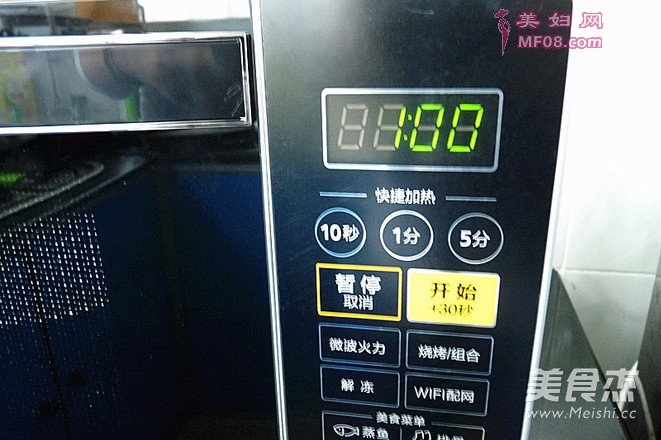 美妇网
MF08.com
1:00
快捷加热
10秒 1分 5分
暂停 开始
取消 +30秒
微波火力 烧烤/组合
解冻 WIFI配网
美食菜单
蒸鱼
美食杰
www.Meishi.cc